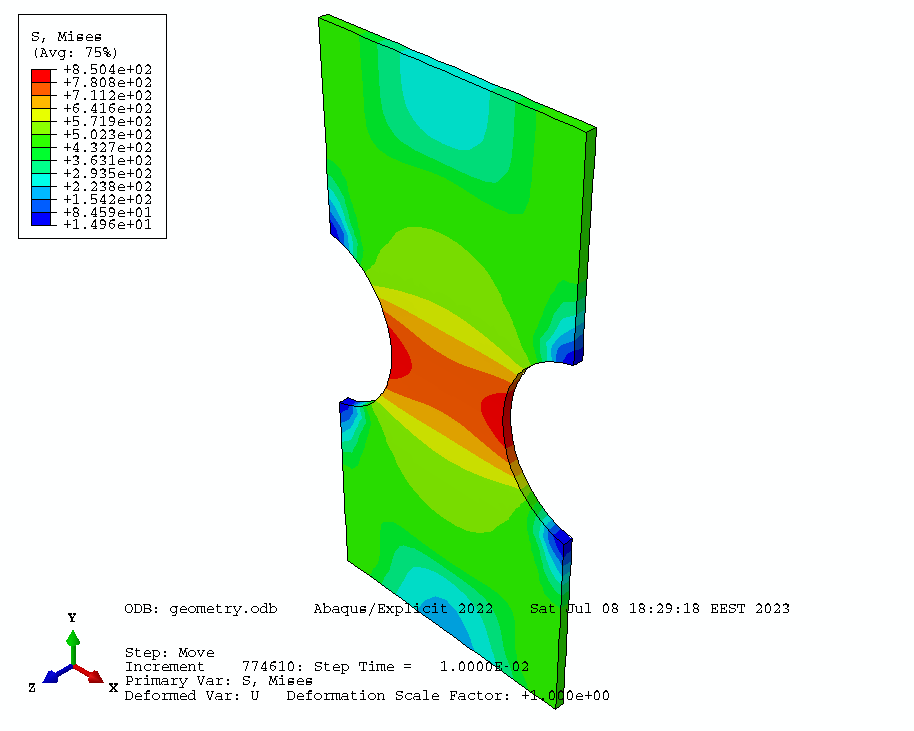 S, Mises
(Avg: 75%)
+8.504e+02
+7.808e+02
+7.112e+02
+6.416e+02
+5.719e+02
+5.023e+02
+4.327e+02
+3.631e+02
+2.935e+02
+2.238e+02
+1.542e+02
+8.459e+01
+1.496e+01
ODB: geometry.odb    Abaqus/Explicit 2022    Sat Jul 08 18:29:18 EEST 2023
Y
Z
X
Step: Move
Increment    774610: Step Time =   1.0000E-02
Primary Var: S, Mises
Deformed Var: U   Deformation Scale Factor: +1.000e+00